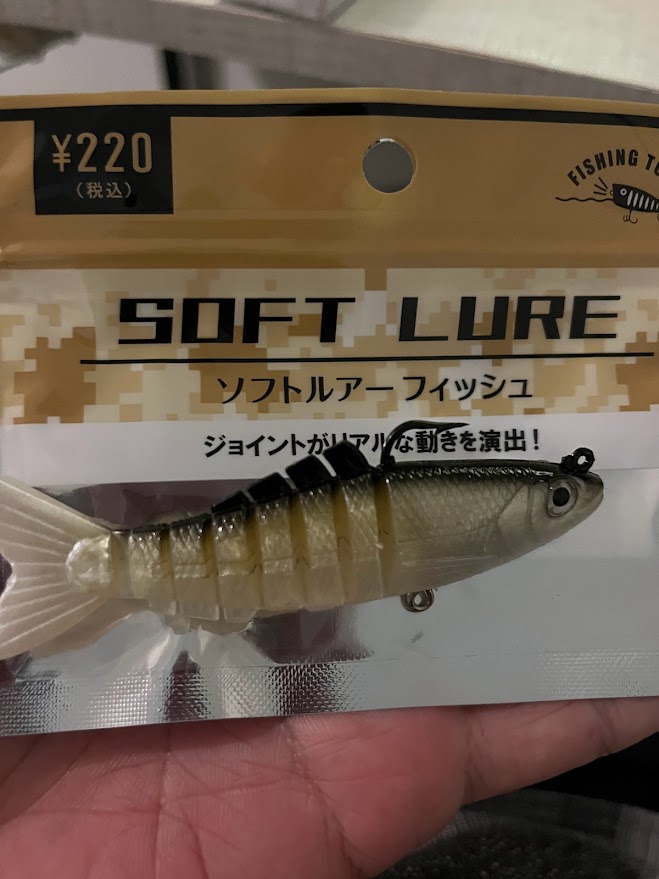 ¥220
(税込)
FISHING
SOFT LURE
ソフトルアーフィッシュ
ジョイントがリアルな動きを演出!